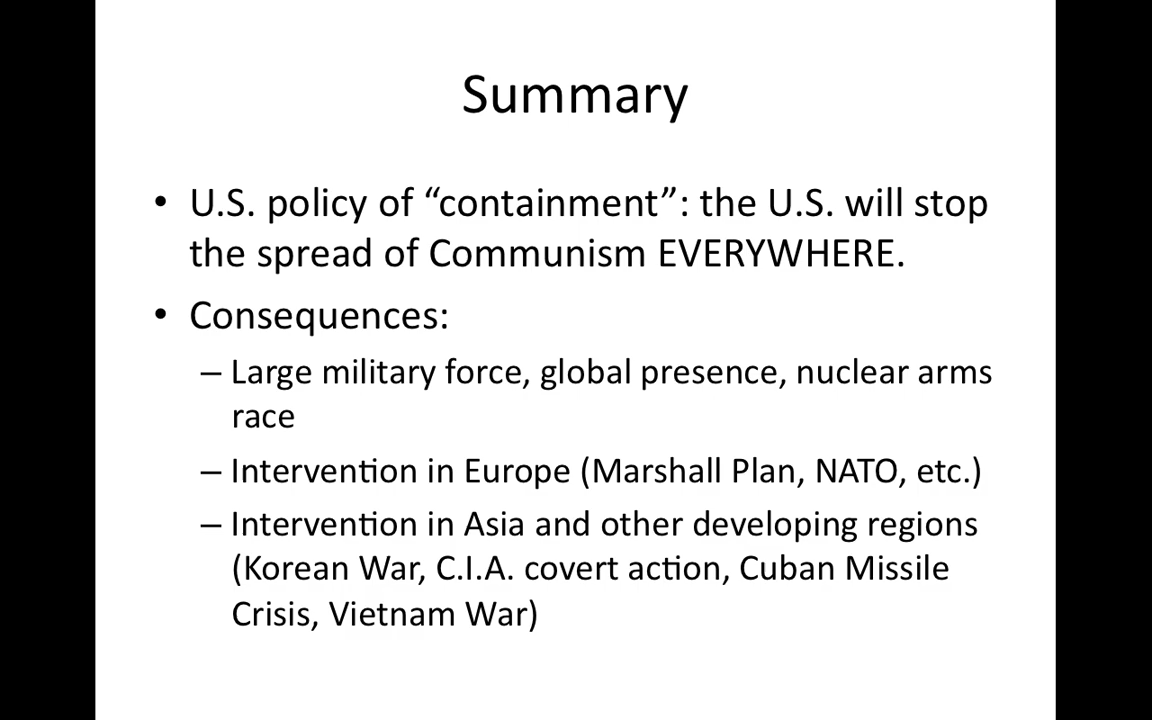 Summary
• U.S. policy of “containment”: the U.S. will stop
the spread of Communism EVERYWHERE.
• Consequences:
– Large military force, global presence, nuclear arms
race
– Intervention in Europe (Marshall Plan, NATO, etc.)
– Intervention in Asia and other developing regions
(Korean War, C.I.A. covert action, Cuban Missile
Crisis, Vietnam War)